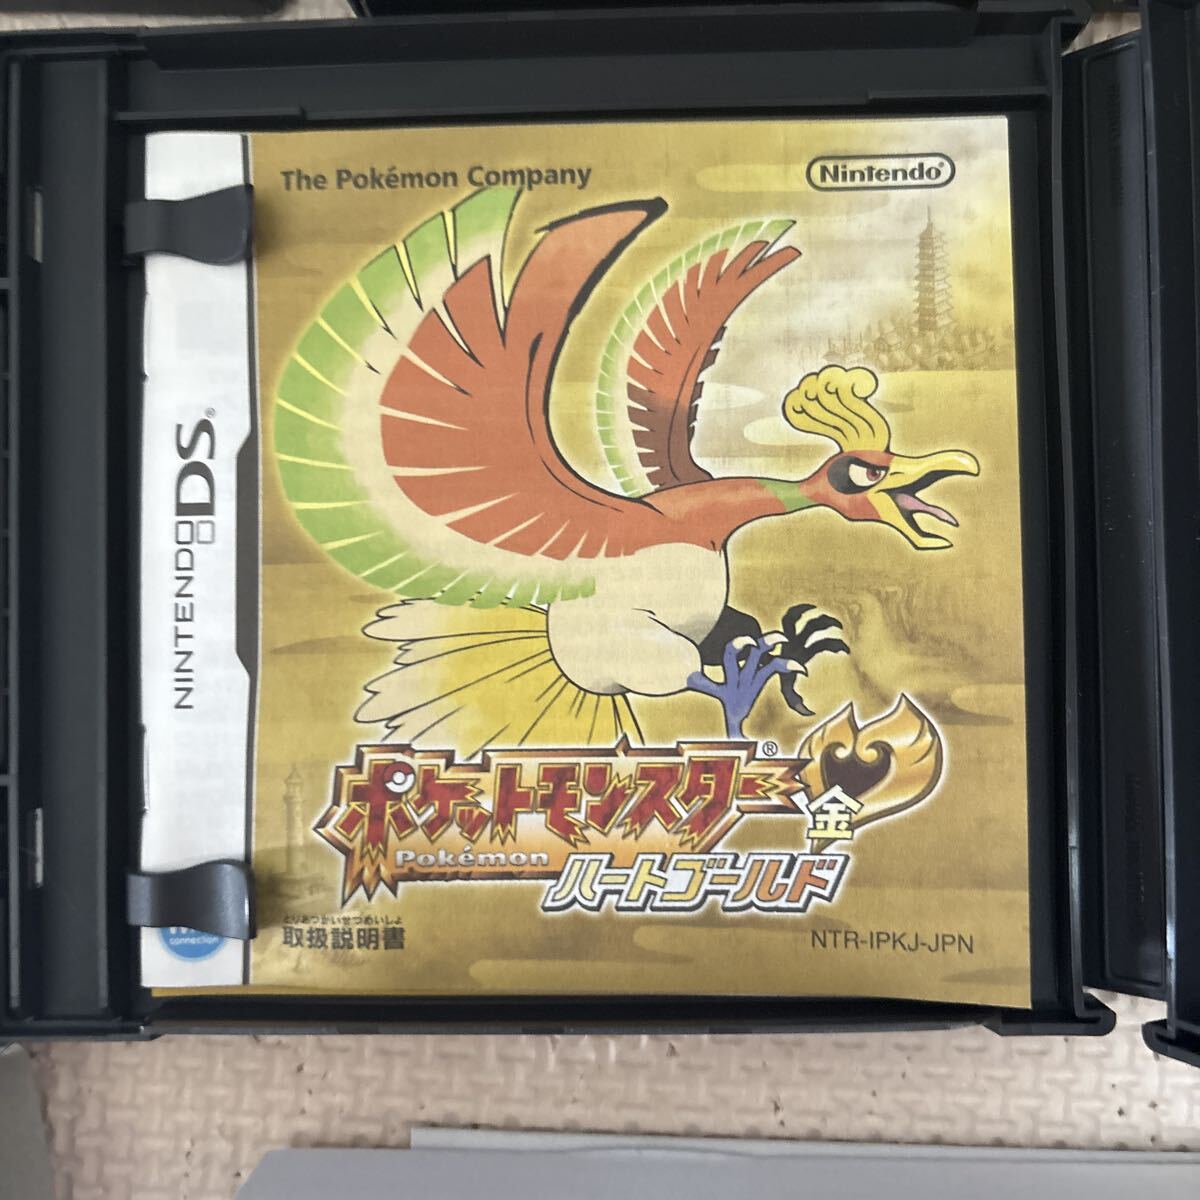 The Pokémon Company
Nintendo®
NINTENDO DS®
ポケットモンスター®
Pokémon
金
ハートゴールド
とりあつかいせつめいしょ
取扱説明書
NTR-IPKJ-JPN
connection